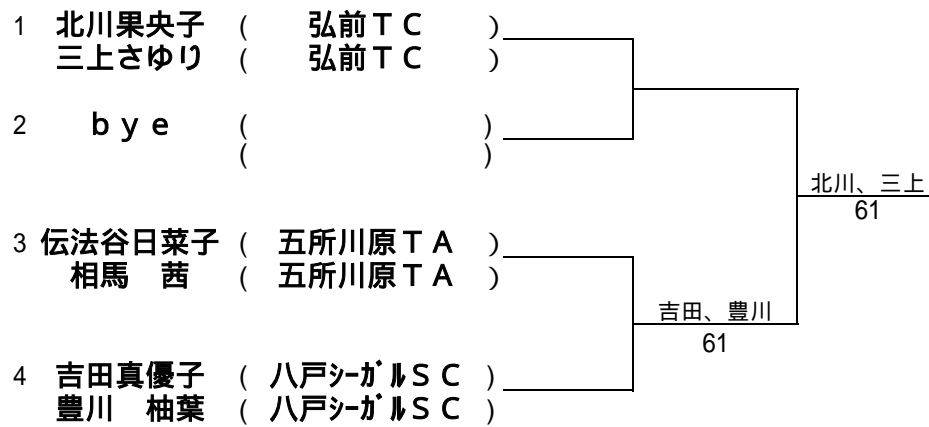 1 北川果央子 ( 弘前ＴＣ )
三上さゆり ( 弘前ＴＣ )
2 ｂｙｅ ( )
( )
北川、三上
61
3 伝法谷日菜子 ( 五所川原ＴＡ )
相馬　茜 ( 五所川原ＴＡ )
吉田、豊川
61
4 吉田真優子 ( 八戸ｼｰｶﾞﾙＳＣ )
豊川　柚葉 ( 八戸ｼｰｶﾞﾙＳＣ )